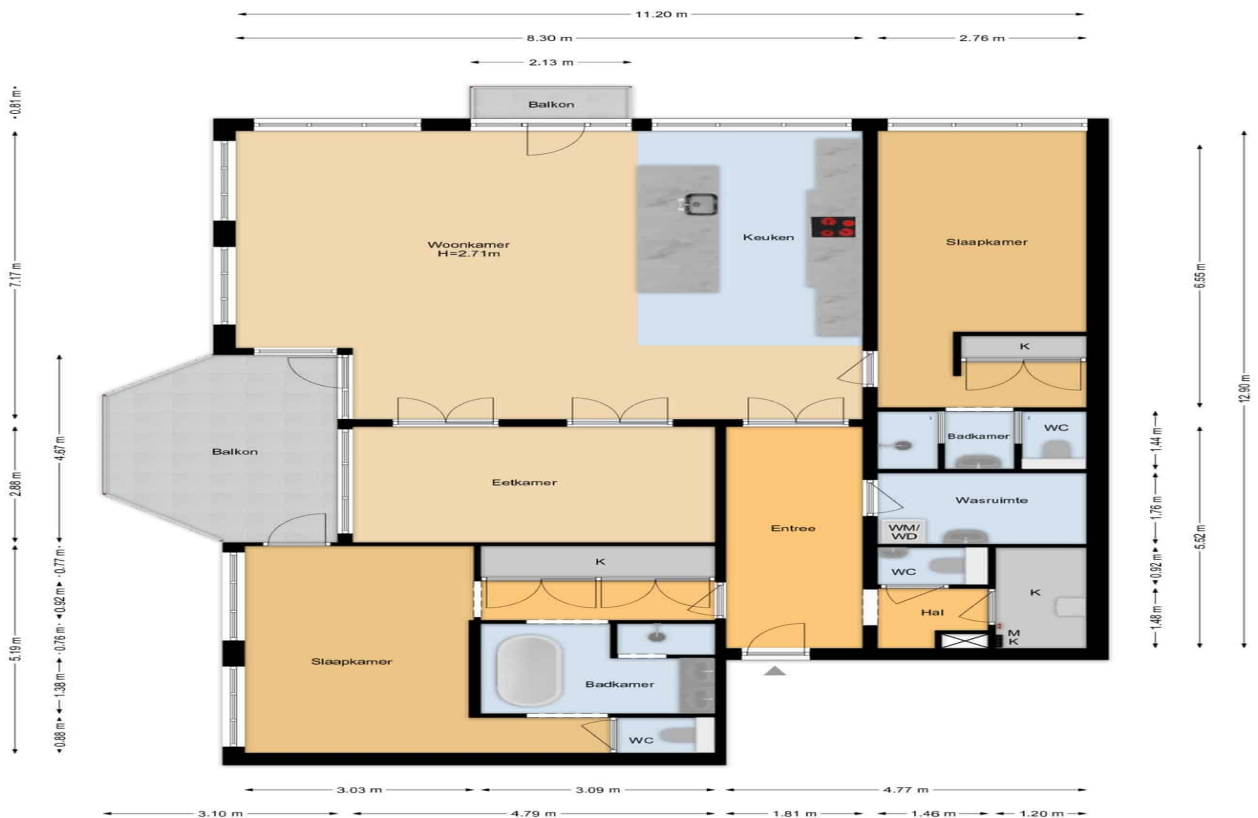 11.20 m
8.30 m
2.76 m
2.13 m
0.81 m
Balkon
Woonkamer
H=2.71m
Keuken
Slaapkamer
7.17 m
6.55 m
12.90 m
K
Balkon
4.67 m
2.88 m
Eetkamer
Entree
Badkamer
WC
1.44 m
Wasruimte
WM/
WD
1.76 m
5.62 m
K
WC
0.92 m
K
Hal
M
K
1.48 m
0.77 m
0.92 m
0.76 m
5.19 m
1.38 m
0.88 m
Slaapkamer
Badkamer
WC
3.03 m
3.09 m
4.77 m
3.10 m
4.79 m
1.81 m
1.46 m
1.20 m